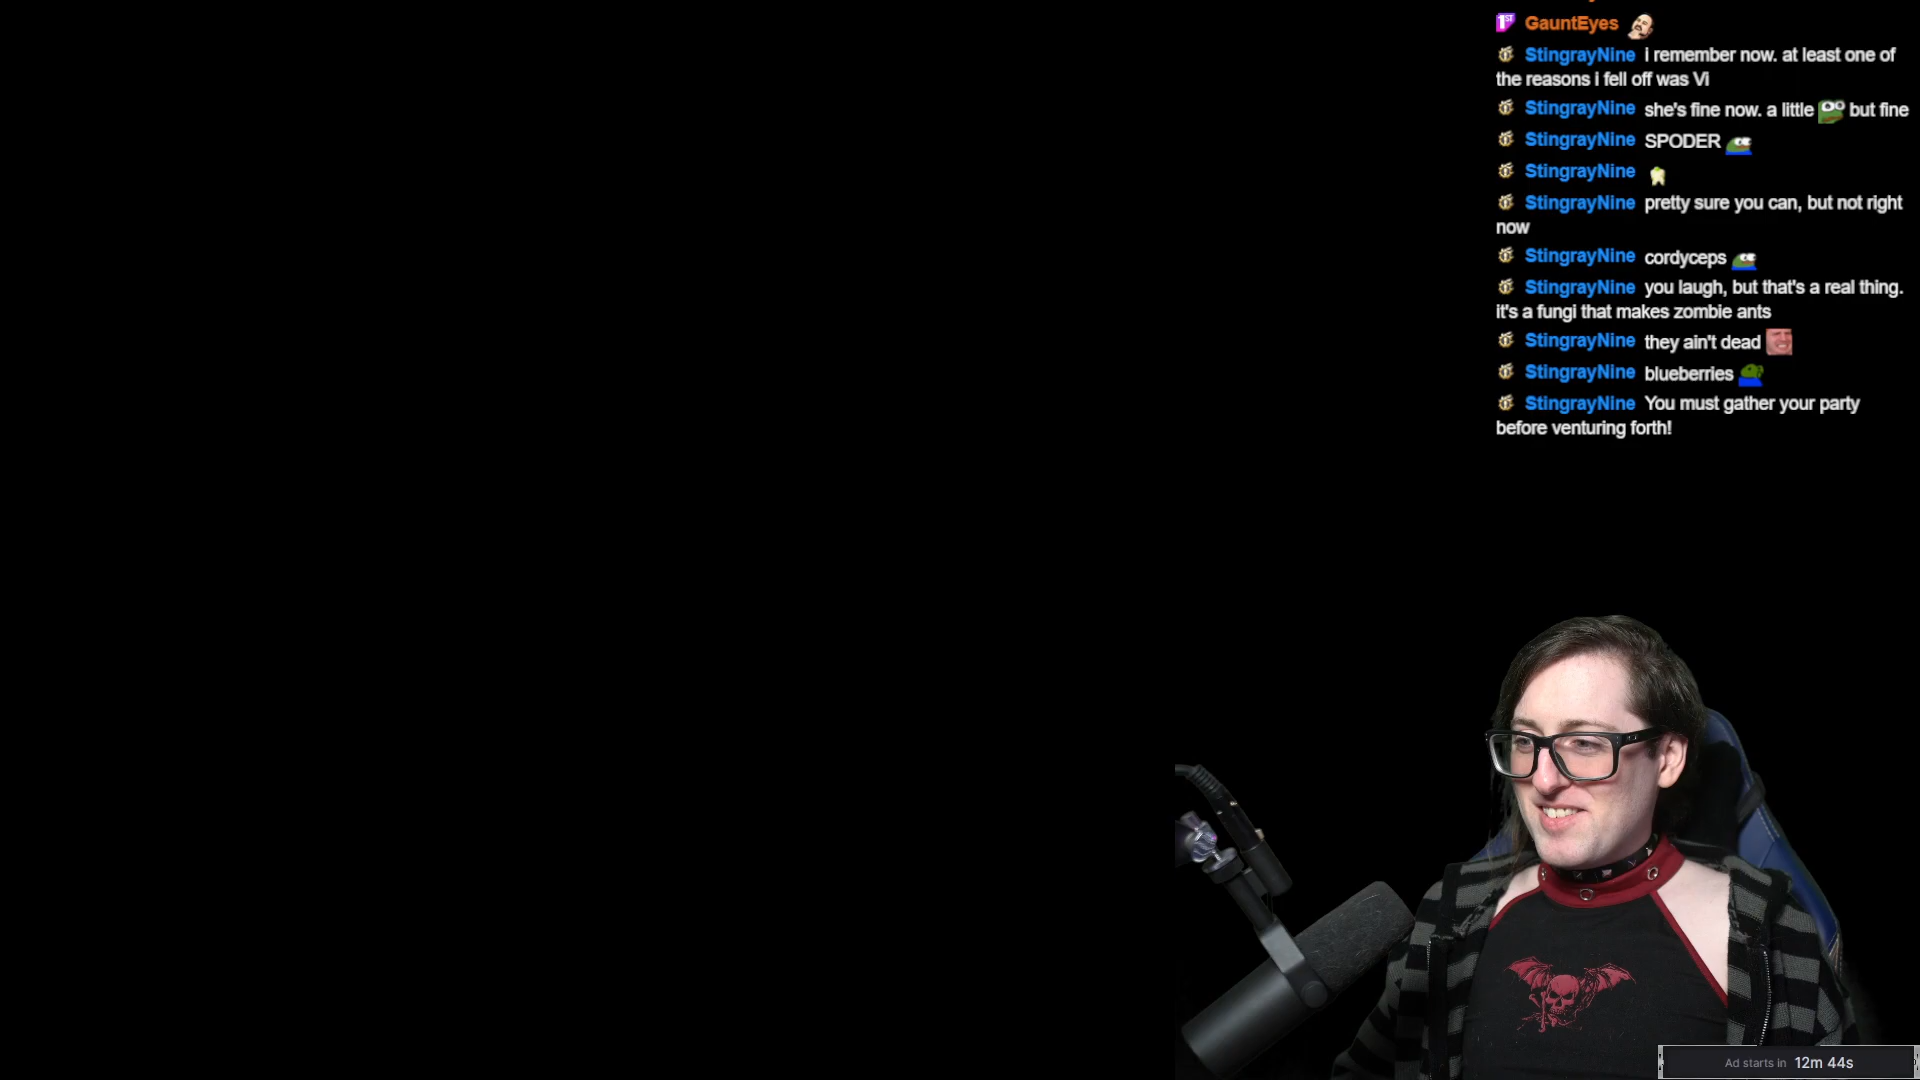 GauntEyes
StingrayNine i remember now. at least one of
the reasons i fell off was Vi
StingrayNine she's fine now. a little but fine
StingrayNine SPODER
StingrayNine
StingrayNine pretty sure you can, but not right
now
StingrayNine cordyceps
StingrayNine you laugh, but that's a real thing.
it's a fungi that makes zombie ants
StingrayNine they ain't dead
StingrayNine blueberries
StingrayNine You must gather your party
before venturing forth!
Ad starts in 12m 44s